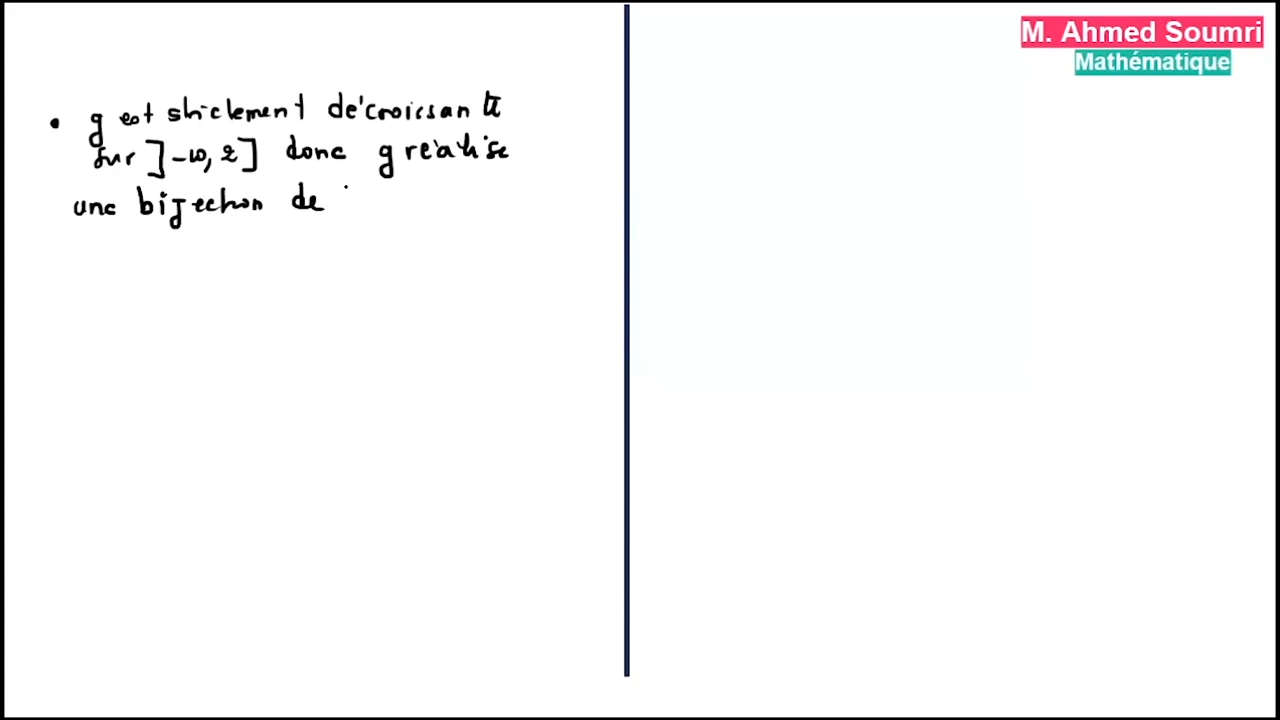 M. Ahmed Soumri
Mathématique
• g est strictement décroissante
sur ]-∞, 2] donc g réalise
une bijection de